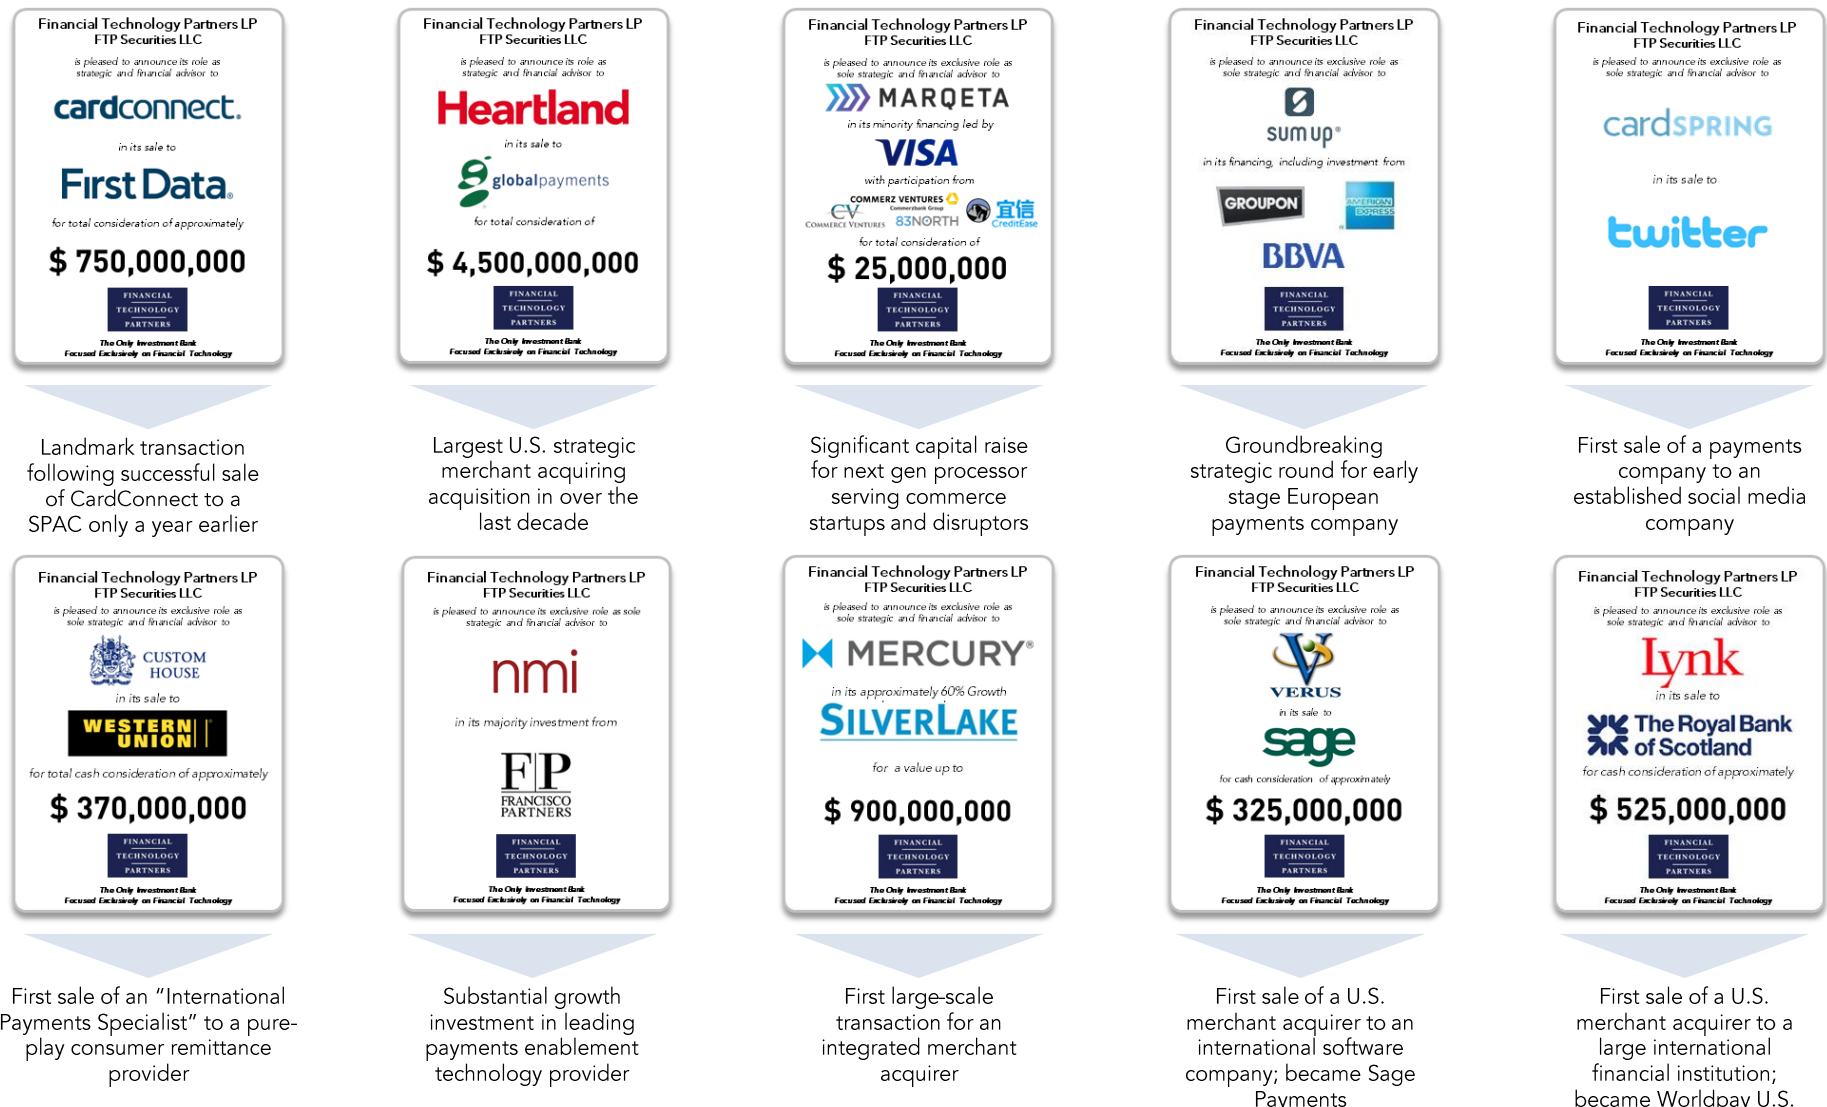 Financial Technology Partners LP
FTP Securities LLC
is pleased to announce its role as
strategic and financial advisor to
cardconnect.
in its sale to
First Data®
for total consideration of approximately
$ 750,000,000
FINANCIAL
TECHNOLOGY
PARTNERS
The Only Investment Bank
Focused Exclusively on Financial Technology
Landmark transaction
following successful sale
of CardConnect to a
SPAC only a year earlier
Financial Technology Partners LP
FTP Securities LLC
is pleased to announce its role as
strategic and financial advisor to
Heartland
in its sale to
globalpayments
for total consideration of
$ 4,500,000,000
FINANCIAL
TECHNOLOGY
PARTNERS
The Only Investment Bank
Focused Exclusively on Financial Technology
Largest U.S. strategic
merchant acquiring
acquisition in over the
last decade
Financial Technology Partners LP
FTP Securities LLC
is pleased to announce its exclusive role as
sole strategic and financial advisor to
MARQETA
in its minority financing led by
VISA
with participation from
COMMERZ VENTURES
Commerzbank Group
CV
COMMERCE VENTURES
83NORTH
宜信
CreditEase
for total consideration of
$ 25,000,000
FINANCIAL
TECHNOLOGY
PARTNERS
The Only Investment Bank
Focused Exclusively on Financial Technology
Significant capital raise
for next gen processor
serving commerce
startups and disruptors
Financial Technology Partners LP
FTP Securities LLC
is pleased to announce its exclusive role as
sole strategic and financial advisor to
sumup®
in its financing, including investment from
GROUPON
AMERICAN
EXPRESS
BBVA
FINANCIAL
TECHNOLOGY
PARTNERS
The Only Investment Bank
Focused Exclusively on Financial Technology
Groundbreaking
strategic round for early
stage European
payments company
Financial Technology Partners LP
FTP Securities LLC
is pleased to announce its exclusive role as
sole strategic and financial advisor to
cardSPRING
in its sale to
twitter
FINANCIAL
TECHNOLOGY
PARTNERS
The Only Investment Bank
Focused Exclusively on Financial Technology
First sale of a payments
company to an
established social media
company
Financial Technology Partners LP
FTP Securities LLC
is pleased to announce its exclusive role as
sole strategic and financial advisor to
CUSTOM
HOUSE
in its sale to
WESTERN
UNION
for total cash consideration of approximately
$ 370,000,000
FINANCIAL
TECHNOLOGY
PARTNERS
The Only Investment Bank
Focused Exclusively on Financial Technology
First sale of an “International
Payments Specialist” to a pure-
play consumer remittance
provider
Financial Technology Partners LP
FTP Securities LLC
is pleased to announce its exclusive role as sole
strategic and financial advisor to
nmi
in its majority investment from
F|P
FRANCISCO
PARTNERS
FINANCIAL
TECHNOLOGY
PARTNERS
The Only Investment Bank
Focused Exclusively on Financial Technology
Substantial growth
investment in leading
payments enablement
technology provider
Financial Technology Partners LP
FTP Securities LLC
is pleased to announce its exclusive role as
sole strategic and financial advisor to
MERCURY®
in its approximately 60% Growth
SILVERLAKE
for a value up to
$ 900,000,000
FINANCIAL
TECHNOLOGY
PARTNERS
The Only Investment Bank
Focused Exclusively on Financial Technology
First large-scale
transaction for an
integrated merchant
acquirer
Financial Technology Partners LP
FTP Securities LLC
is pleased to announce its exclusive role as
sole strategic and financial advisor to
VERUS
in its sale to
sage
for cash consideration of approximately
$ 325,000,000
FINANCIAL
TECHNOLOGY
PARTNERS
The Only Investment Bank
Focused Exclusively on Financial Technology
First sale of a U.S.
merchant acquirer to an
international software
company; became Sage
Payments
Financial Technology Partners LP
FTP Securities LLC
is pleased to announce its exclusive role as
sole strategic and financial advisor to
Lynk
in its sale to
The Royal Bank
of Scotland
for cash consideration of approximately
$ 525,000,000
FINANCIAL
TECHNOLOGY
PARTNERS
The Only Investment Bank
Focused Exclusively on Financial Technology
First sale of a U.S.
merchant acquirer to a
large international
financial institution;
became Worldpay U.S.